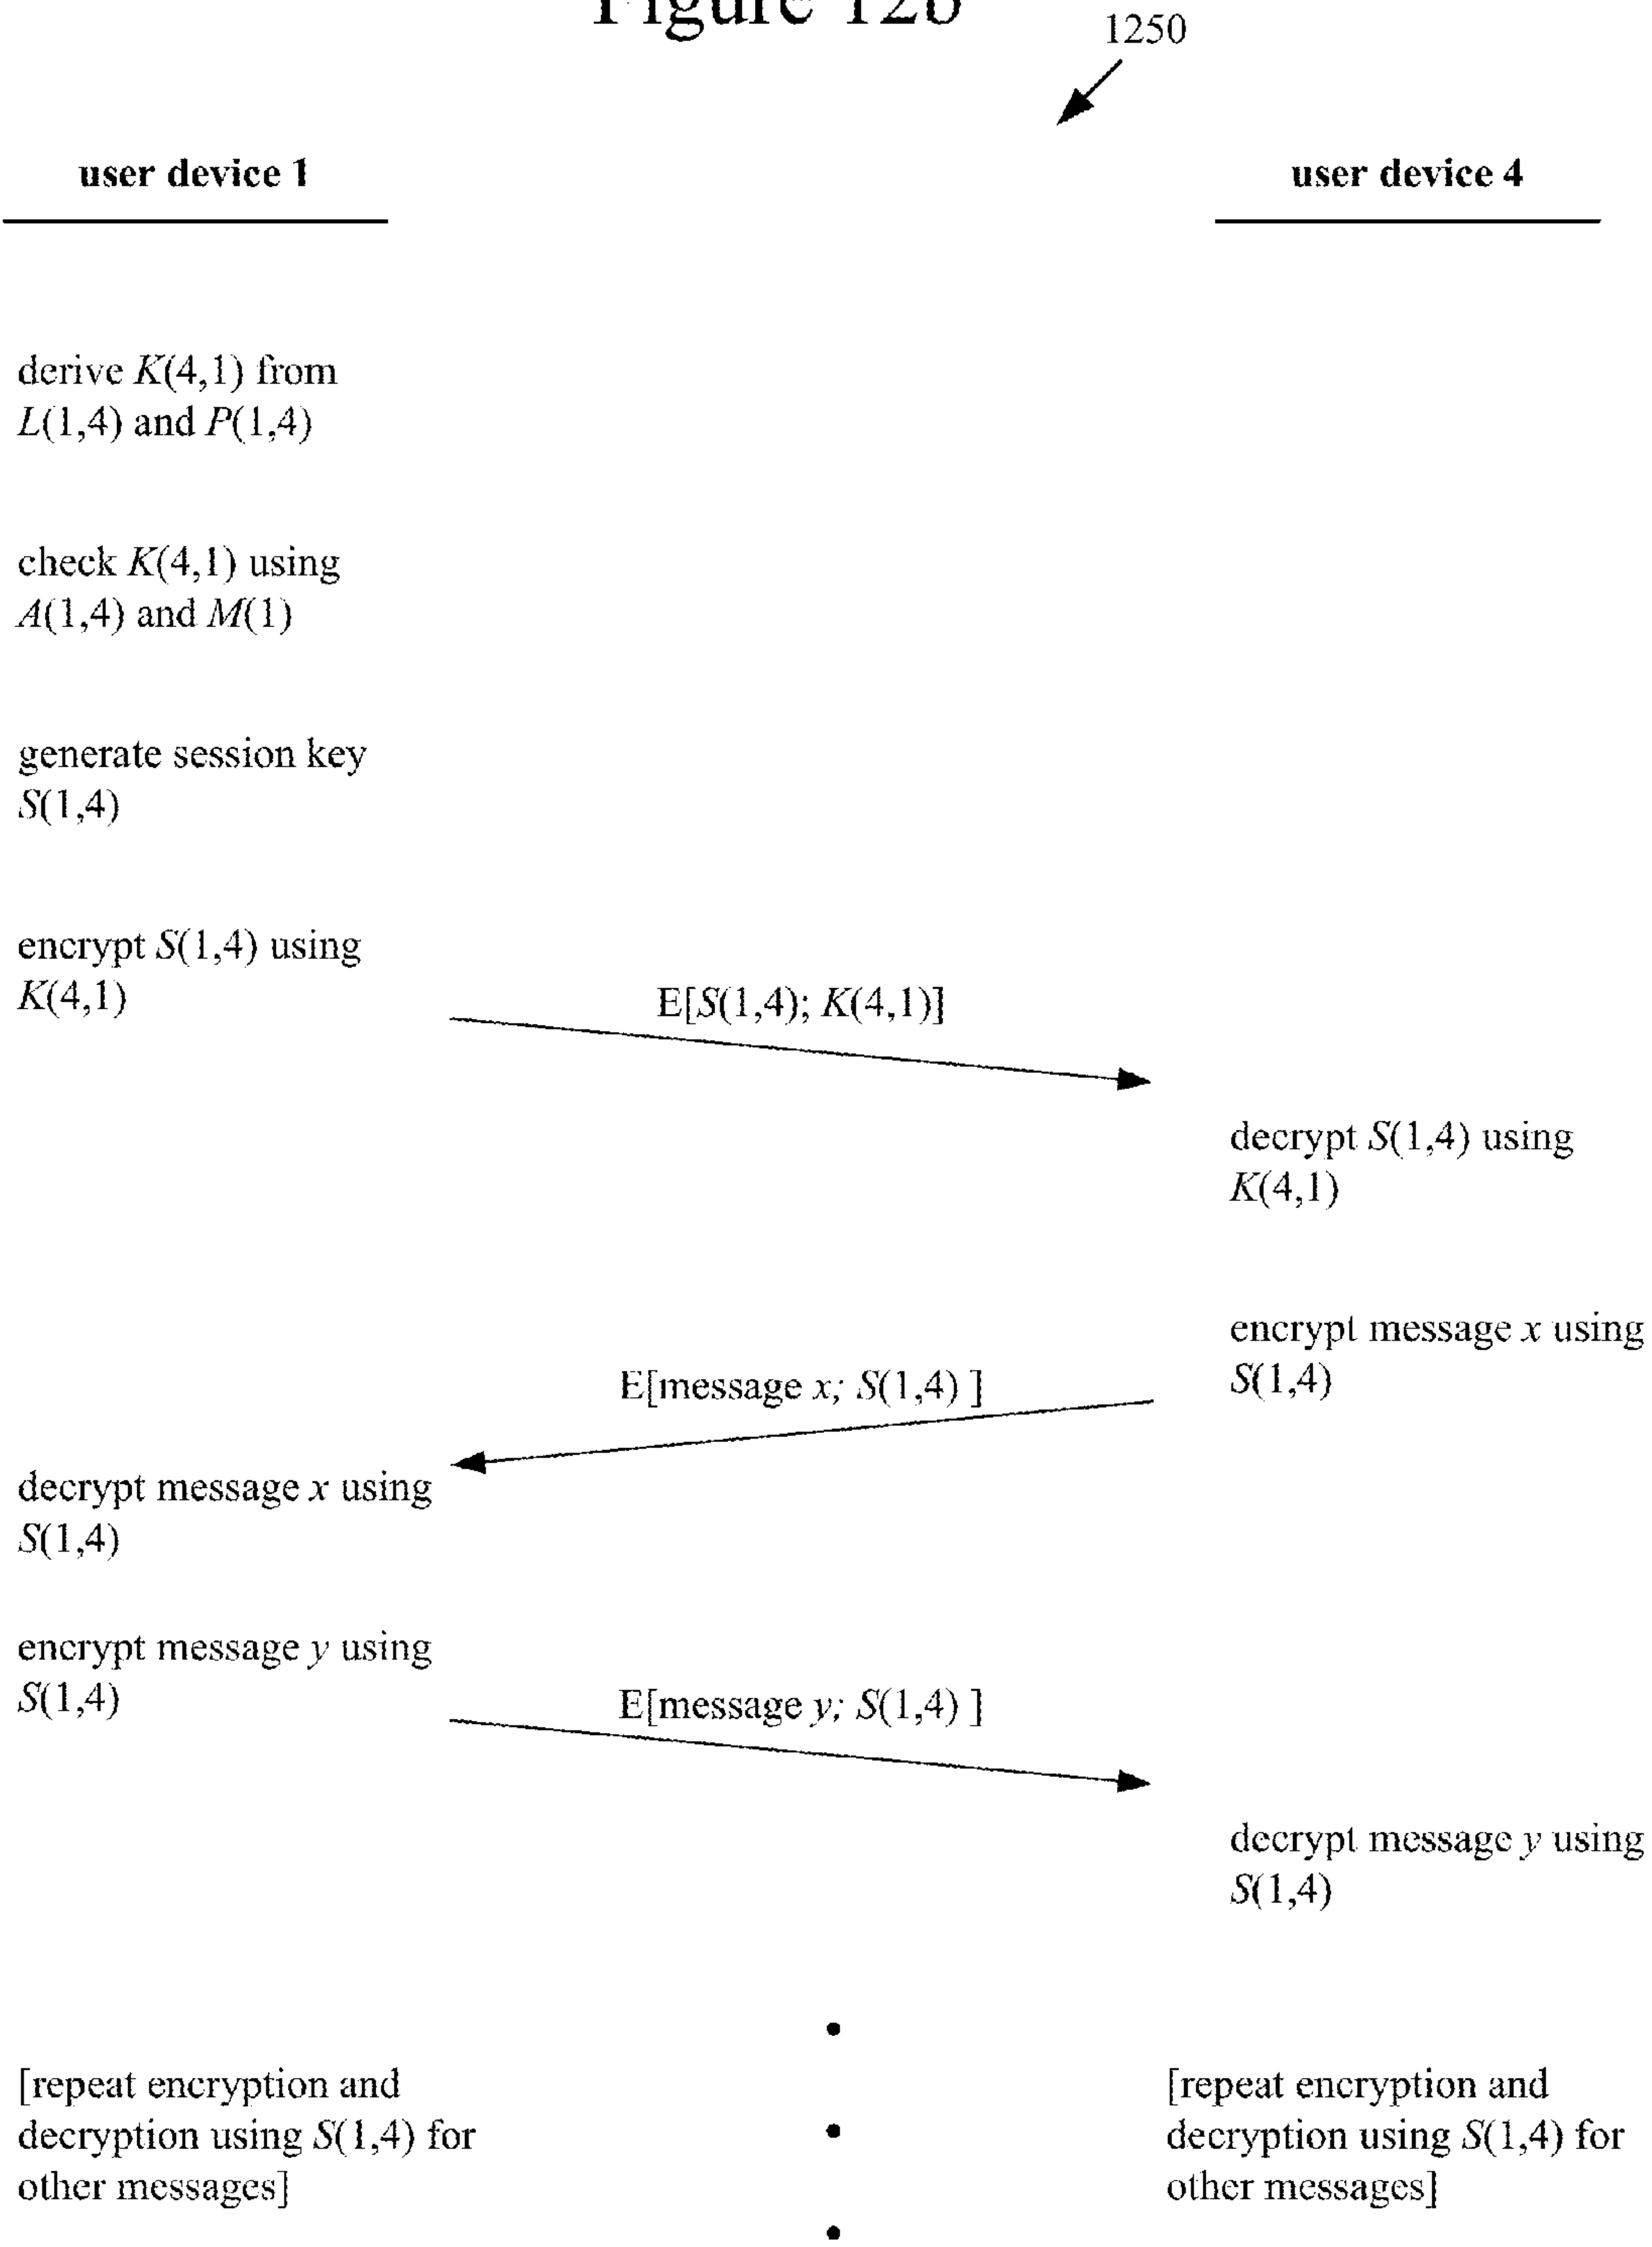 Figure 12b
1250
user device 1
user device 4
derive K(4,1) from
L(1,4) and P(1,4)
check K(4,1) using
A(1,4) and M(1)
generate session key
S(1,4)
encrypt S(1,4) using
K(4,1)
E[S(1,4); K(4,1)]
decrypt S(1,4) using
K(4,1)
encrypt message x using
S(1,4)
E[message x; S(1,4) ]
decrypt message x using
S(1,4)
encrypt message y using
S(1,4)
E[message y; S(1,4) ]
decrypt message y using
S(1,4)
[repeat encryption and
decryption using S(1,4) for
other messages]
[repeat encryption and
decryption using S(1,4) for
other messages]